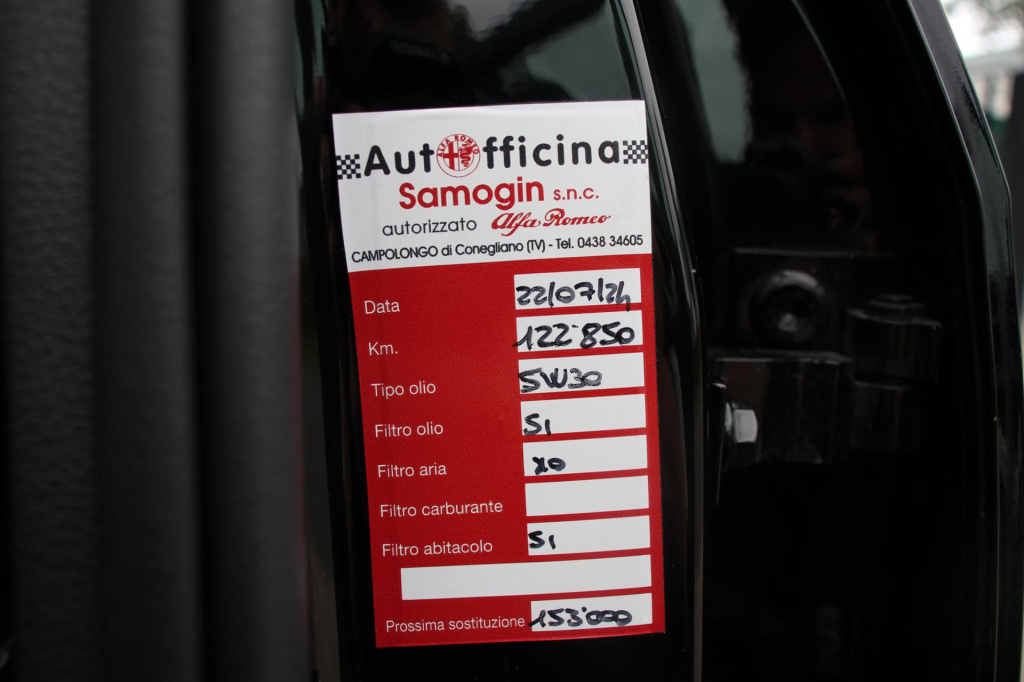 AutOfficina
Samogin s.n.c.
autorizzato Alfa Romeo
CAMPOLONGO di Conegliano (TV) - Tel. 0438 34605
Data 22/07/24
Km. 122'850
Tipo olio 5W30
Filtro olio Si
Filtro aria no
Filtro carburante
Filtro abitacolo Si
Prossima sostituzione 153'000